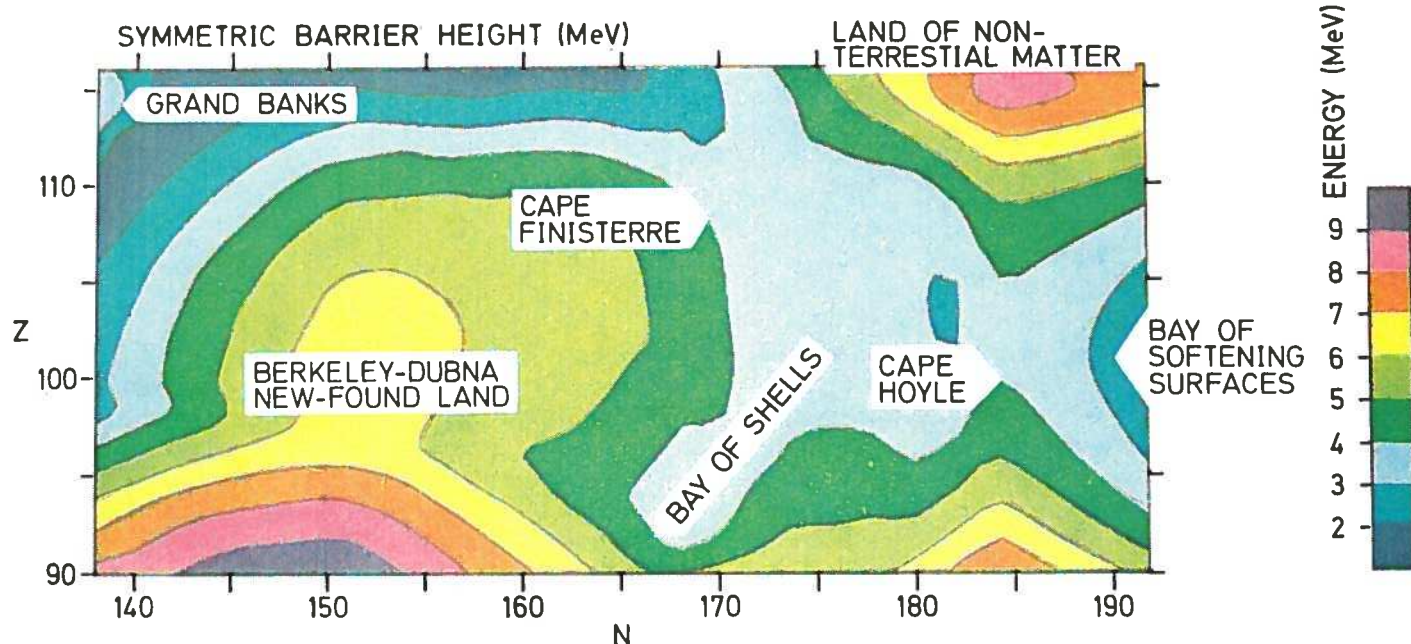 SYMMETRIC BARRIER HEIGHT (MeV)
LAND OF NON-
TERRESTIAL MATTER
GRAND BANKS
110
CAPE
FINISTERRE
Z
100
BERKELEY-DUBNA
NEW-FOUND LAND
BAY OF SHELLS
CAPE
HOYLE
BAY OF
SOFTENING
SURFACES
90
140
150
160
170
180
190
N
ENERGY (MeV)
9
8
7
6
5
4
3
2